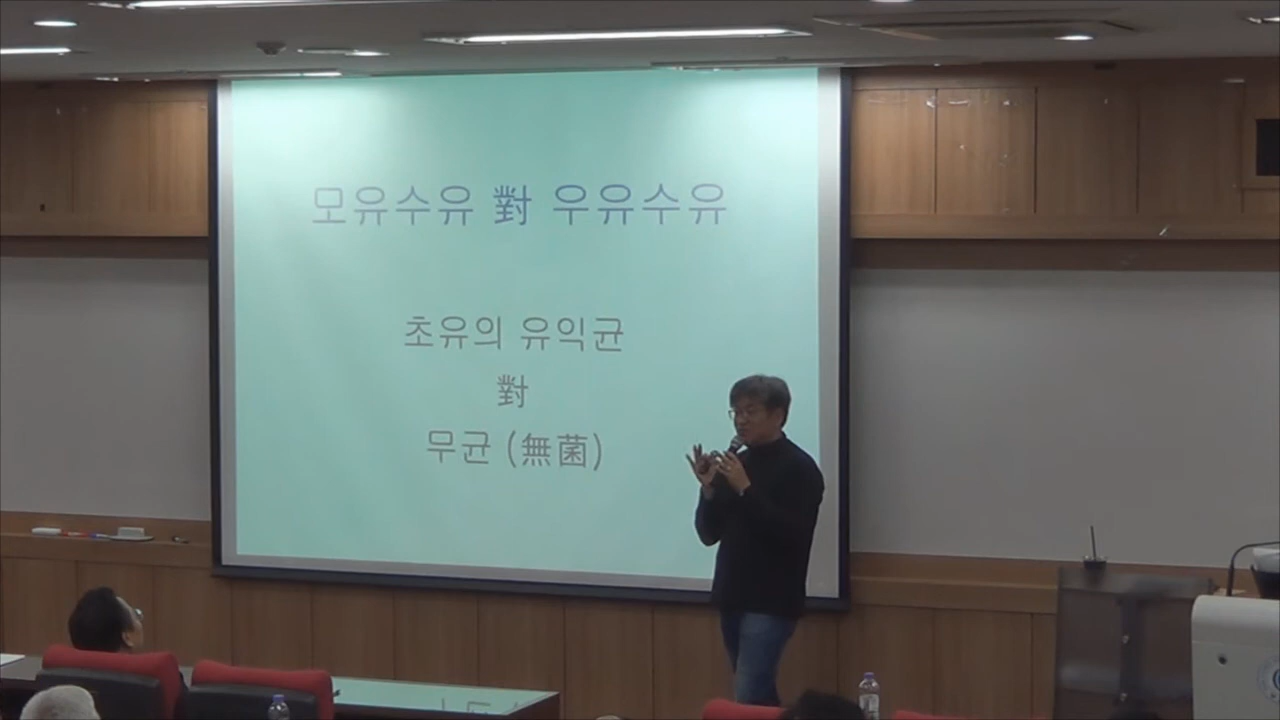 모유수유 對 우유수유
초유의 유익균
對
무균 (無菌)